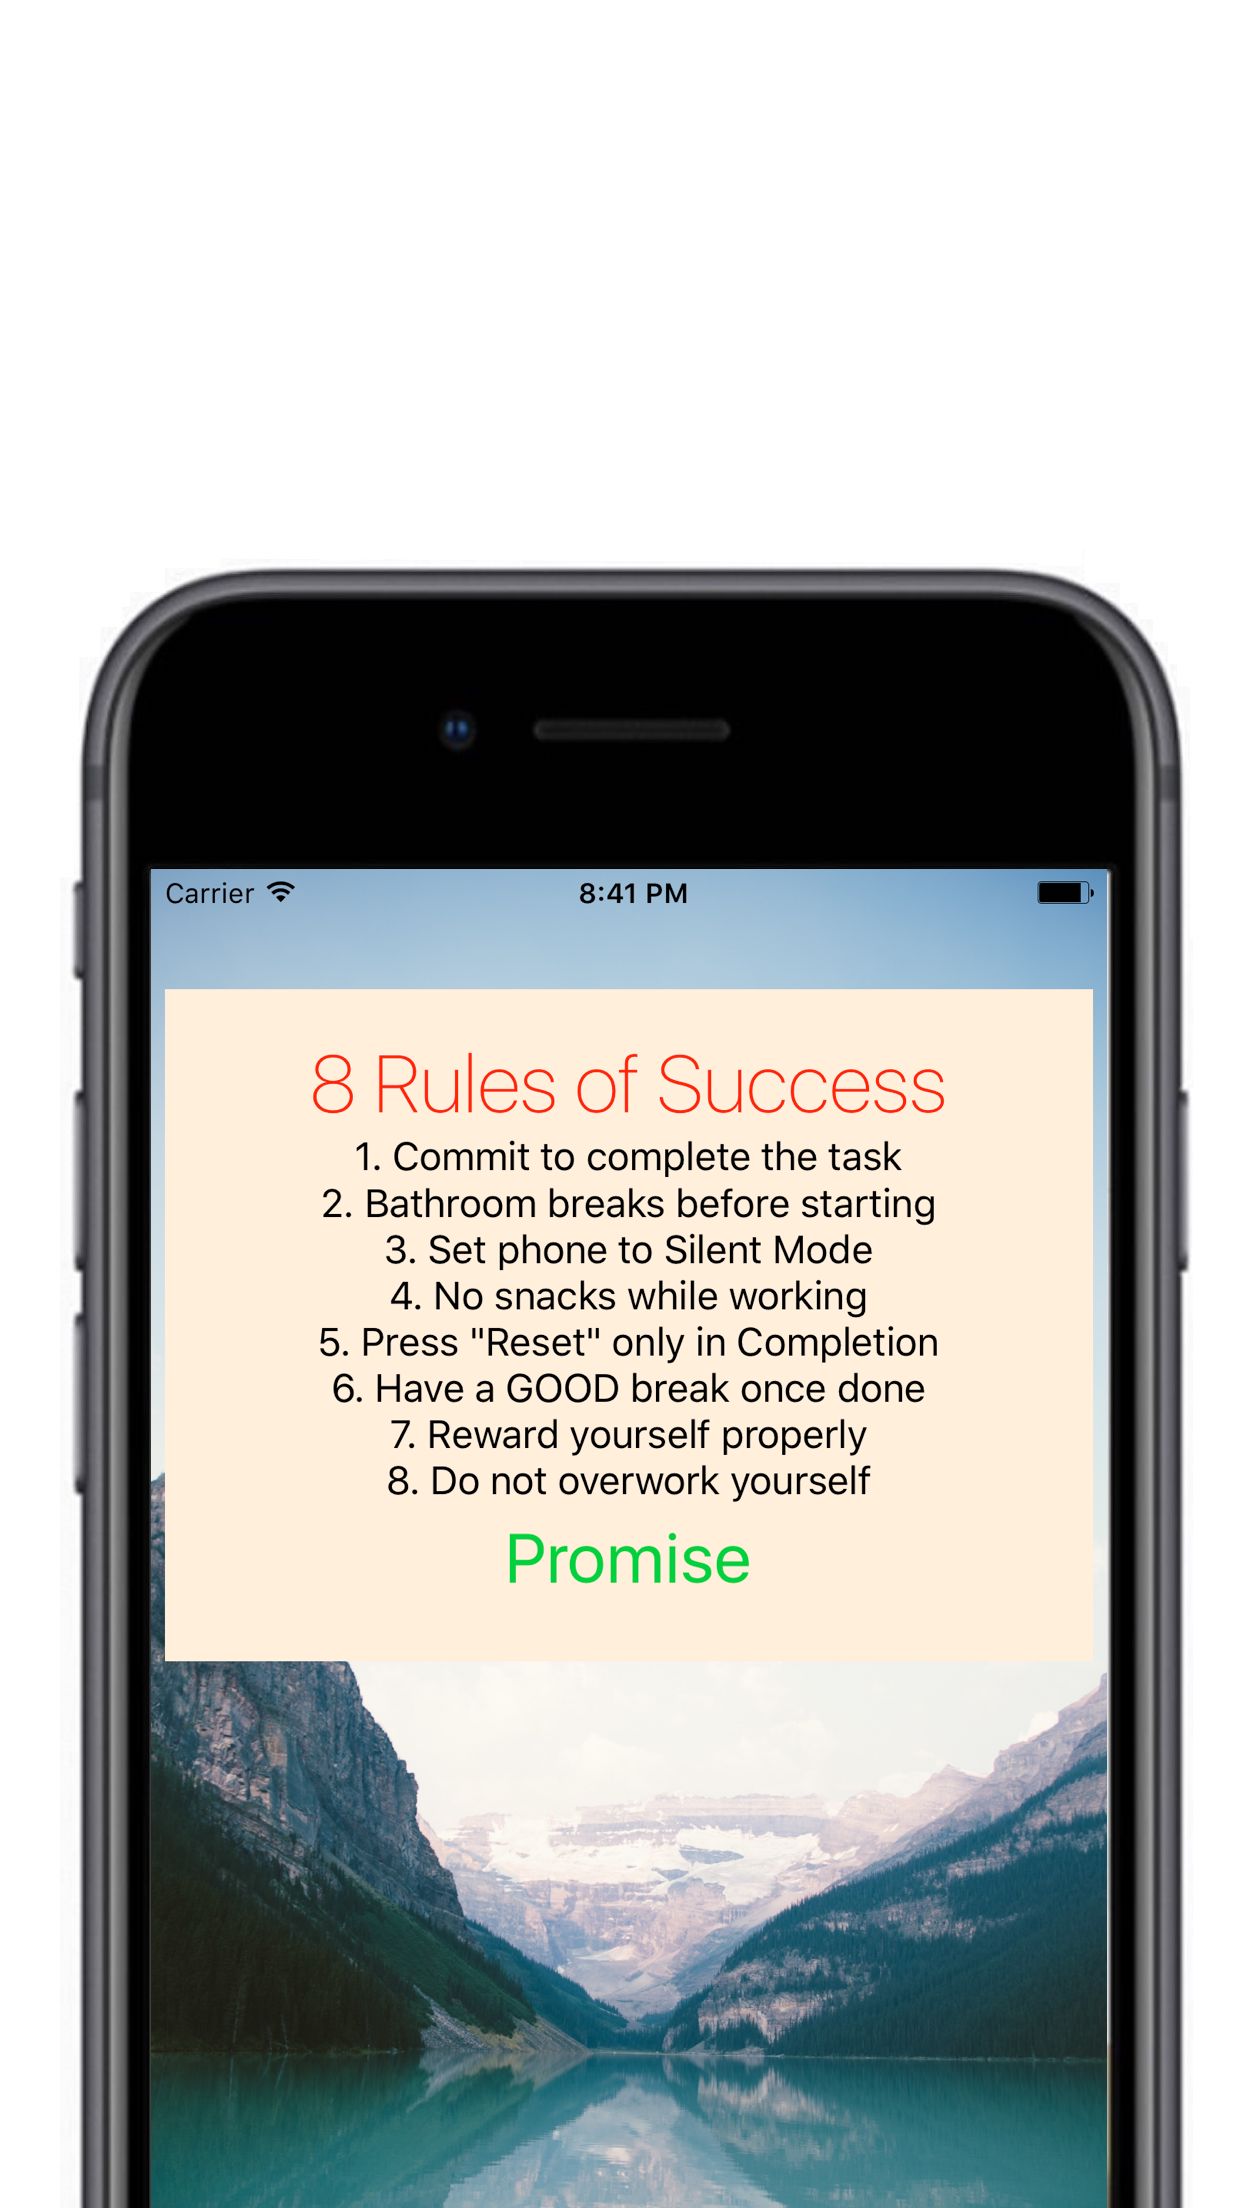 Carrier 8:41 PM
8 Rules of Success
1. Commit to complete the task
2. Bathroom breaks before starting
3. Set phone to Silent Mode
4. No snacks while working
5. Press "Reset" only in Completion
6. Have a GOOD break once done
7. Reward yourself properly
8. Do not overwork yourself
Promise